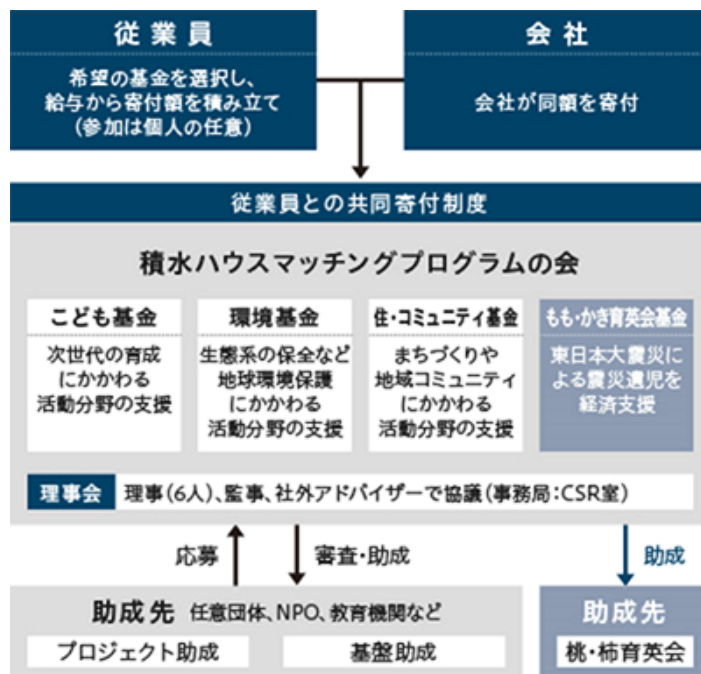 従業員
希望の基金を選択し、
給与から寄付額を積み立て
(参加は個人の任意)
会社
会社が同額を寄付
従業員との共同寄付制度
積水ハウスマッチングプログラムの会
こども基金
次世代の育成
にかかわる
活動分野の支援
環境基金
生態系の保全など
地球環境保護
にかかわる
活動分野の支援
住・コミュニティ基金
まちづくりや
地域コミュニティ
にかかわる
活動分野の支援
もも・かき育英会基金
東日本大震災に
よる震災遺児を
経済支援
理事会 理事(6人)、監事、社外アドバイザーで協議(事務局:CSR室)
応募
審査・助成
助成
助成先 任意団体、NPO、教育機関など
プロジェクト助成
基盤助成
助成先
桃・柿育英会